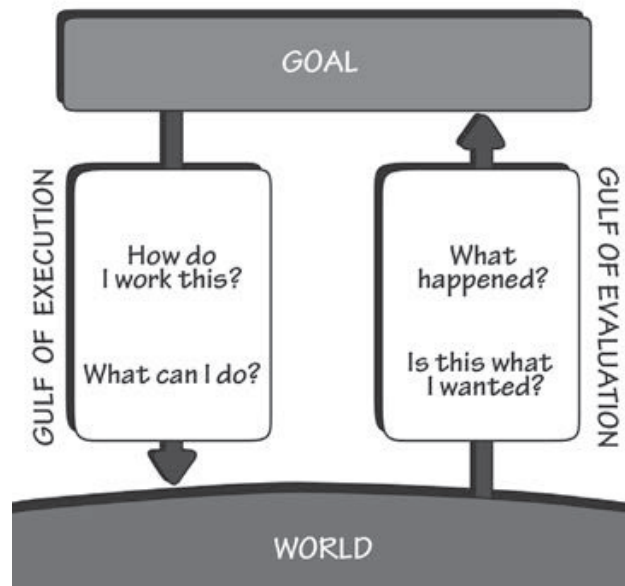 GOAL
GULF OF EXECUTION
How do
I work this?
What can I do?
What
happened?
Is this what
I wanted?
GULF OF EVALUATION
WORLD